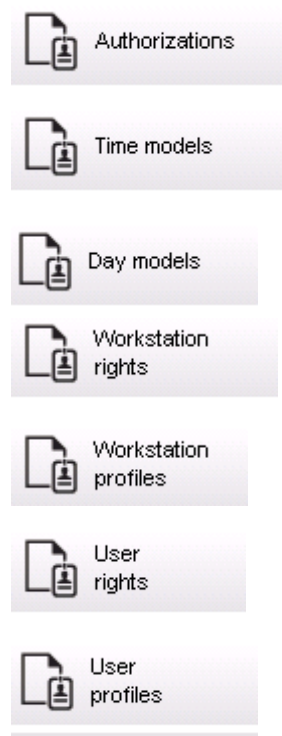 Authorizations
Time models
Day models
Workstation
rights
Workstation
profiles
User
rights
User
profiles